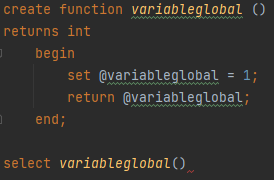 create function variableglobal ()
returns int
    begin
        set @variableglobal = 1;
        return @variableglobal;
    end;

select variableglobal()